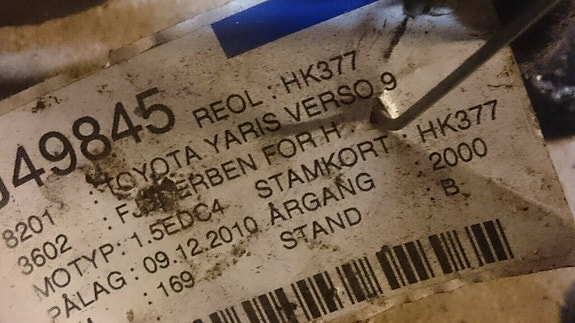 049845 REOL : HK377
8201 : TOYOTA YARIS VERSO 9
3602 : FJEDERBEN FOR H STAMKORT : HK377
MOTYP : 1.5EDC4 ÅRGANG : 2000
PÅLAG : 09.12.2010 STAND : B
: 169